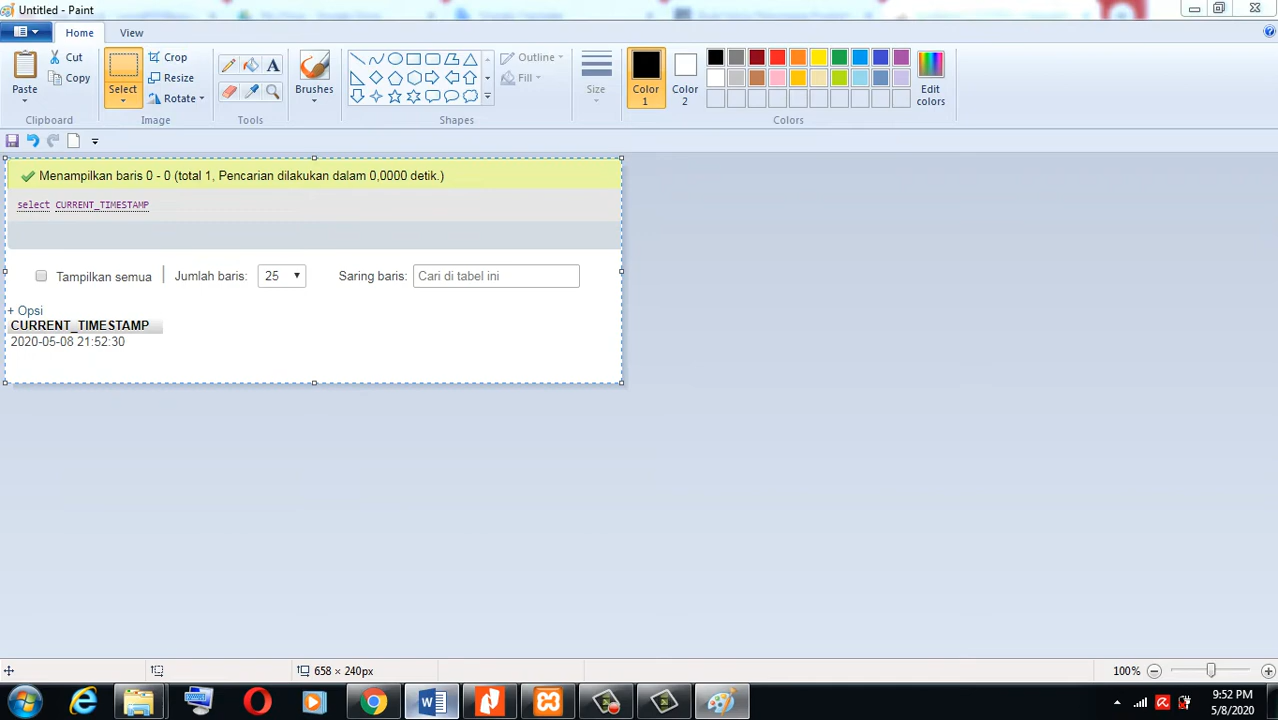 Untitled - Paint
Home
View
Paste
Cut
Copy
Clipboard
Select
Crop
Resize
Rotate
Image
A
Tools
Brushes
Outline
Fill
Shapes
Size
Color 1
Color 2
Edit colors
Colors
Menampilkan baris 0 - 0 (total 1, Pencarian dilakukan dalam 0,0000 detik.)
select CURRENT_TIMESTAMP
Tampilkan semua
Jumlah baris:
25
Saring baris:
Cari di tabel ini
+ Opsi
CURRENT_TIMESTAMP
2020-05-08 21:52:30
658 × 240px
100%
9:52 PM
5/8/2020